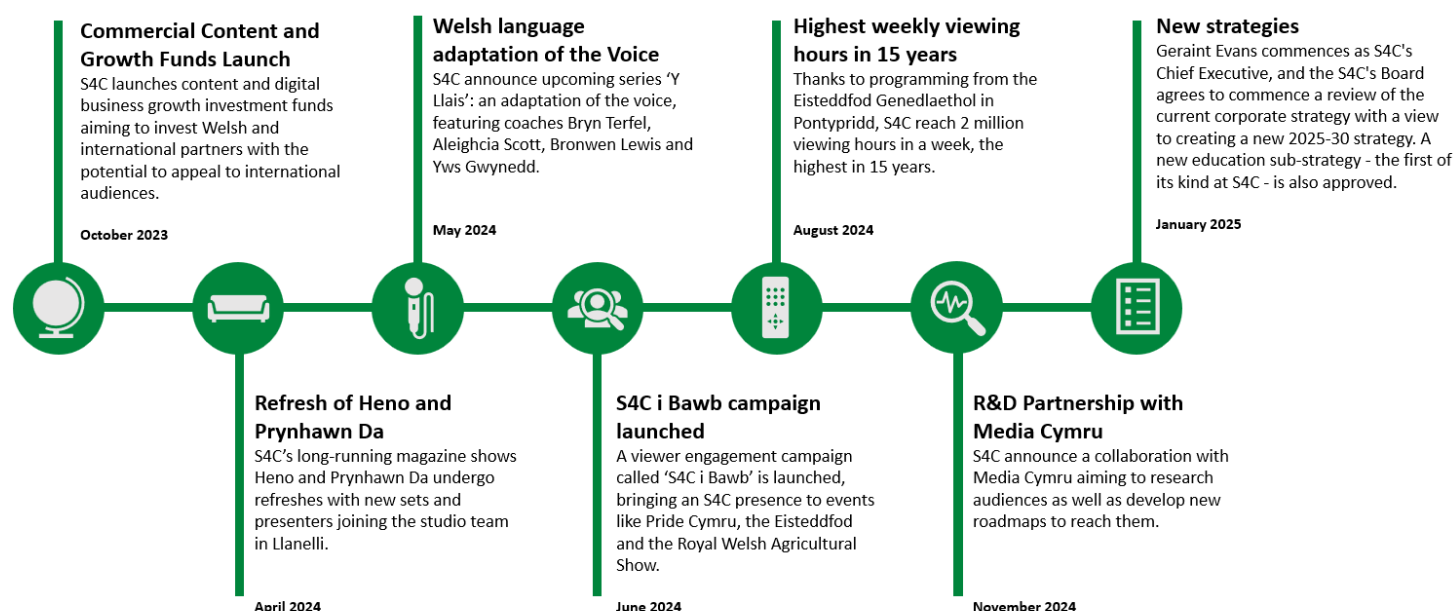 Commercial Content and
Growth Funds Launch
S4C launches content and digital
business growth investment funds
aiming to invest Welsh and
international partners with the
potential to appeal to international
audiences.
October 2023
Welsh language
adaptation of the Voice
S4C announce upcoming series ‘Y
Llais’: an adaptation of the voice,
featuring coaches Bryn Terfel,
Aleighcia Scott, Bronwen Lewis and
Yws Gwynedd.
May 2024
Highest weekly viewing
hours in 15 years
Thanks to programming from the
Eisteddfod Genedlaethol in
Pontypridd, S4C reach 2 million
viewing hours in a week, the
highest in 15 years.
August 2024
New strategies
Geraint Evans commences as S4C's
Chief Executive, and the S4C's Board
agrees to commence a review of the
current corporate strategy with a view
to creating a new 2025-30 strategy. A
new education sub-strategy - the first of
its kind at S4C - is also approved.
January 2025
Refresh of Heno and
Prynhawn Da
S4C’s long-running magazine shows
Heno and Prynhawn Da undergo
refreshes with new sets and
presenters joining the studio team
in Llanelli.
April 2024
S4C i Bawb campaign
launched
A viewer engagement campaign
called ‘S4C i Bawb’ is launched,
bringing an S4C presence to events
like Pride Cymru, the Eisteddfod
and the Royal Welsh Agricultural
Show.
June 2024
R&D Partnership with
Media Cymru
S4C announce a collaboration with
Media Cymru aiming to research
audiences as well as develop new
roadmaps to reach them.
November 2024